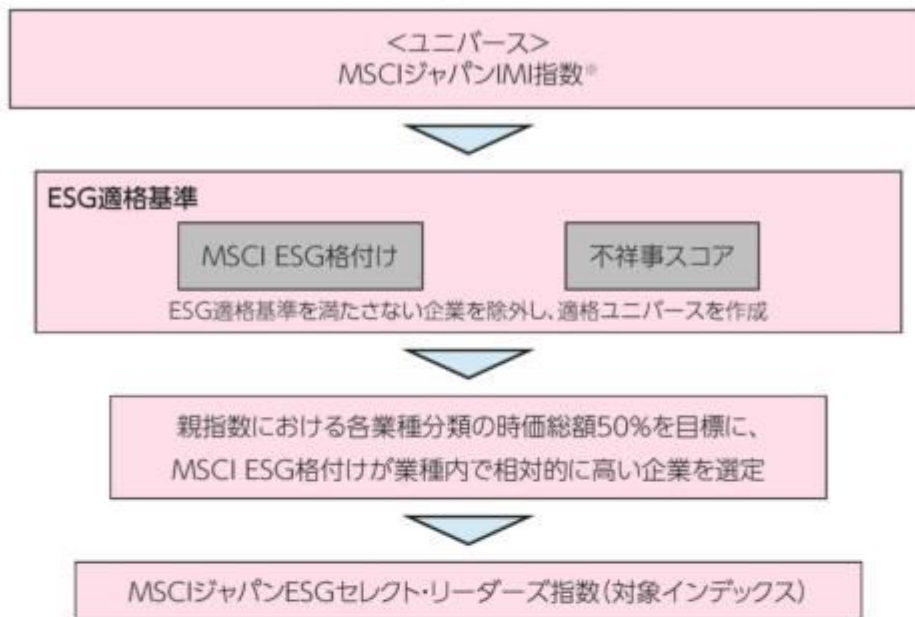 <ユニバース>
MSCIジャパンIMI指数※
ESG適格基準
MSCI ESG格付け
不祥事スコア
ESG適格基準を満たさない企業を除外し、適格ユニバースを作成
親指数における各業種分類の時価総額50%を目標に、
MSCI ESG格付けが業種内で相対的に高い企業を選定
MSCIジャパンESGセレクト・リーダーズ指数(対象インデックス)